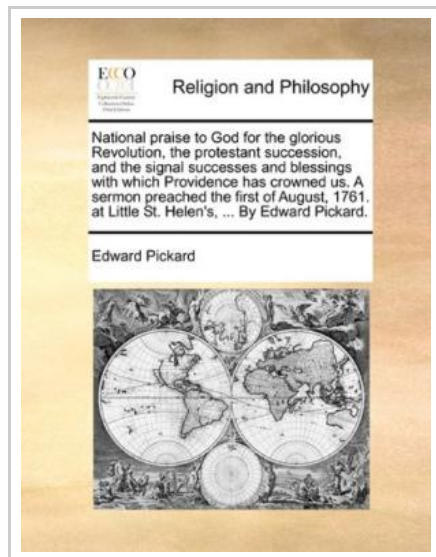 ECCO
Religion and Philosophy
National praise to God for the glorious
Revolution, the protestant succession,
and the signal successes and blessings
with which Providence has crowned us. A
sermon preached the first of August, 1761.
at Little St. Helen's, ... By Edward Pickard.
Edward Pickard